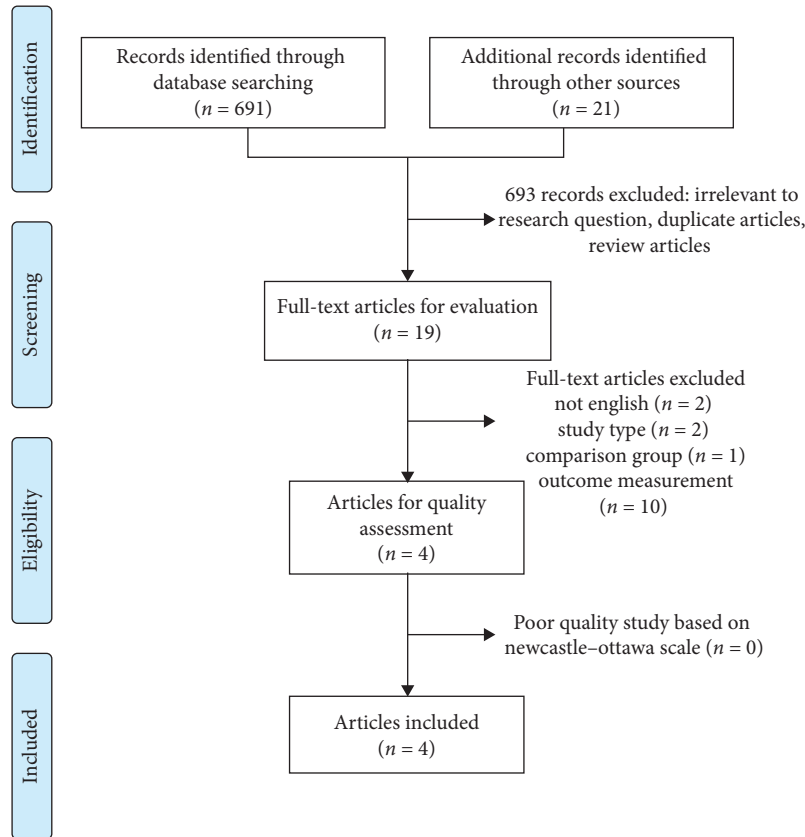 Identification
Records identified through
database searching
(n = 691)
Additional records identified
through other sources
(n = 21)
693 records excluded: irrelevant to
research question, duplicate articles,
review articles
Screening
Full-text articles for evaluation
(n = 19)
Full-text articles excluded
not english (n = 2)
study type (n = 2)
comparison group (n = 1)
outcome measurement
(n = 10)
Eligibility
Articles for quality
assessment
(n = 4)
Poor quality study based on
newcastle–ottawa scale (n = 0)
Included
Articles included
(n = 4)